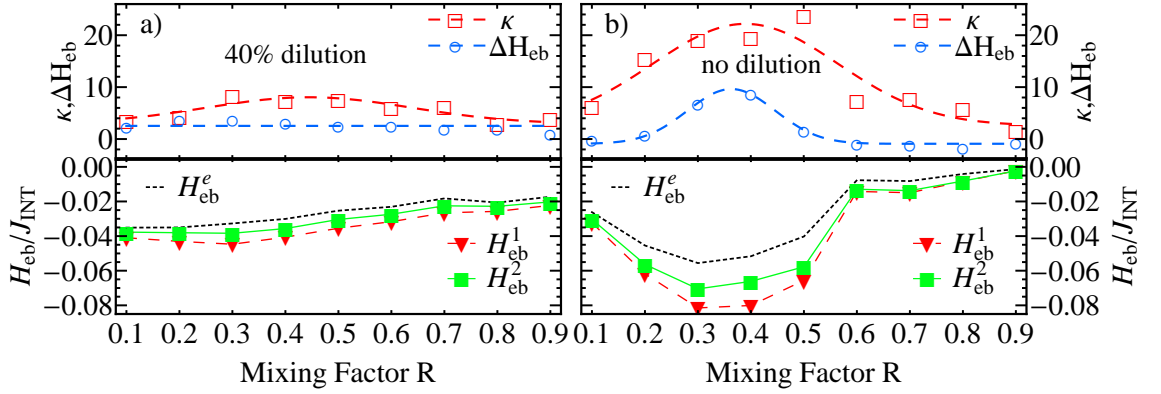 a)
κ
ΔH_eb
40% dilution
20
10
0
κ,ΔH_eb
b)
κ
ΔH_eb
no dilution
20
10
0
κ,ΔH_eb
0.00
−0.02
−0.04
−0.06
−0.08
H_eb/J_INT
H^e_eb
H^1_eb
H^2_eb
0.1 0.2 0.3 0.4 0.5 0.6 0.7 0.8 0.9
Mixing Factor R
H^e_eb
H^1_eb
H^2_eb
0.00
−0.02
−0.04
−0.06
−0.08
H_eb/J_INT
0.1 0.2 0.3 0.4 0.5 0.6 0.7 0.8 0.9
Mixing Factor R